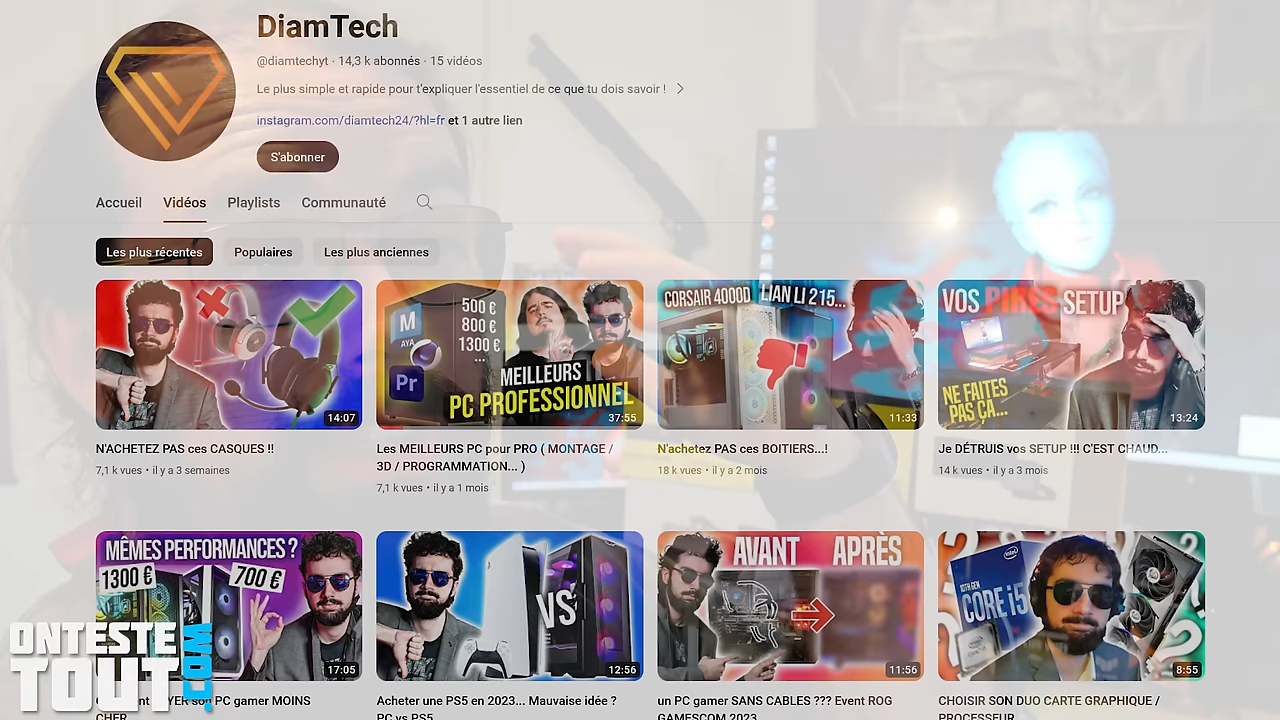 DiamTech
@diamtechyt · 14,3 k abonnés · 15 vidéos
Le plus simple et rapide pour t'expliquer l'essentiel de ce que tu dois savoir !
instagram.com/diamtech24/?hl=fr et 1 autre lien
S'abonner
Accueil Vidéos Playlists Communauté
Les plus récentes Populaires Les plus anciennes
14:07
M
AYA
Pr
500 €
800 €
1300 €
...
MEILLEURS
PC PROFESSIONNEL
37:55
CORSAIR 4000D LIAN LI 215...
11:33
VOS PIRES SETUP
NE FAITES
PAS ÇA...
13:24
N'ACHETEZ PAS ces CASQUES !!
7,1 k vues • il y a 3 semaines
Les MEILLEURS PC pour PRO ( MONTAGE /
3D / PROGRAMMATION... )
7,1 k vues • il y a 1 mois
N'achetez PAS ces BOITIERS...!
18 k vues • il y a 2 mois
Je DÉTRUIS vos SETUP !!! C'EST CHAUD...
14 k vues • il y a 3 mois
MÊMES PERFORMANCES ?
1300 €
700 €
17:05
VS
12:56
AVANT APRÈS
11:56
intel
10TH GEN
CORE i5
8:55
PC gamer MOINS
CHER
Acheter une PS5 en 2023... Mauvaise idée ?
PC vs PS5
un PC gamer SANS CABLES ??? Event ROG
GAMESCOM 2023
CHOISIR SON DUO CARTE GRAPHIQUE /
PROCESSEUR
ONTESTE
TOUT
.COM